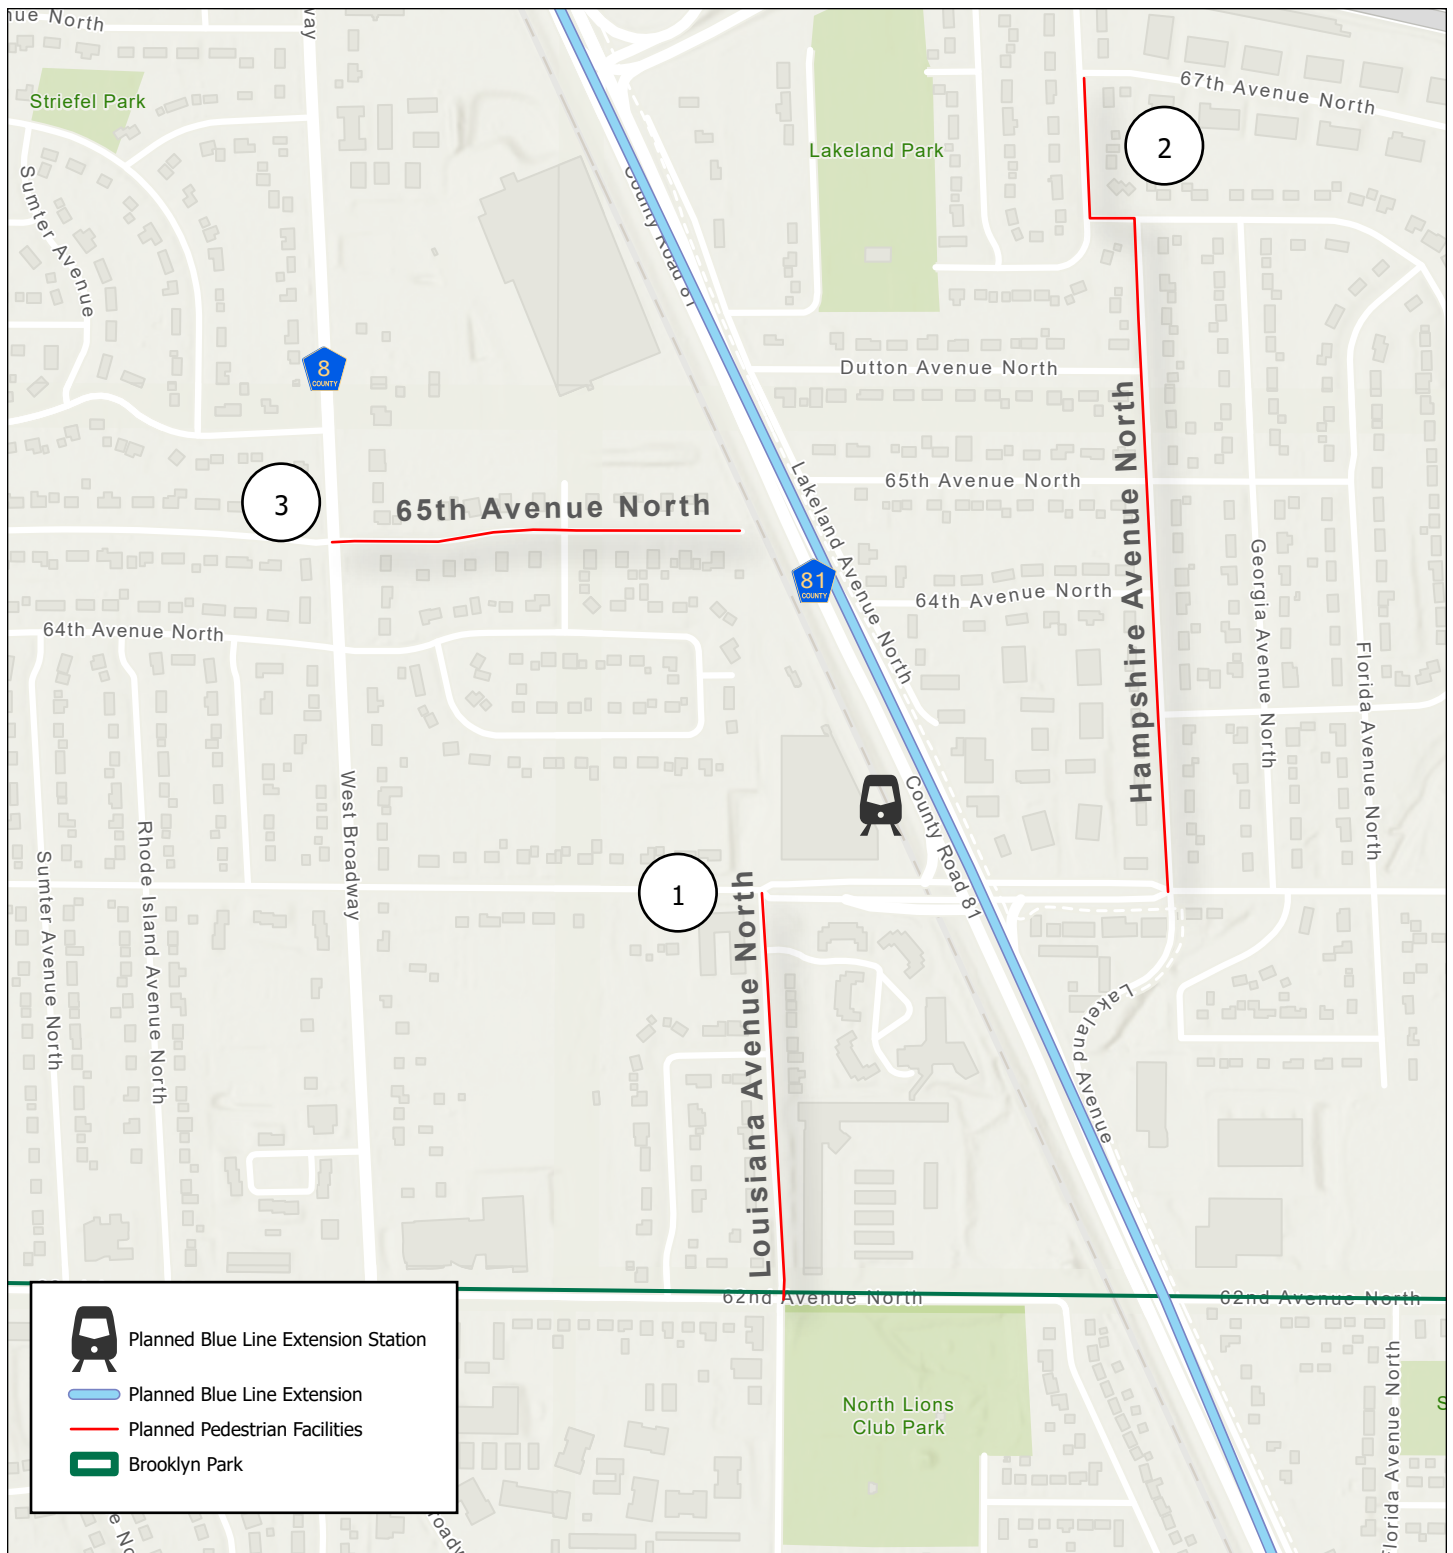 nue North
way
Striefel Park
67th Avenue North
2
Lakeland Park
Sumter Avenue
County Road 81
8
COUNTY
Dutton Avenue North
3
65th Avenue North
65th Avenue North
Lakeland Avenue North
Hampshire Avenue North
81
COUNTY
64th Avenue North
64th Avenue North
Georgia Avenue North
Florida Avenue North
West Broadway
County Road 81
1
Rhode Island Avenue North
Sumter Avenue North
Louisiana Avenue North
Lakeland Avenue
62nd Avenue North
62nd Avenue North
Planned Blue Line Extension Station
Planned Blue Line Extension
Planned Pedestrian Facilities
Brooklyn Park
North Lions
Club Park
Florida Avenue North
S
e No
roadw